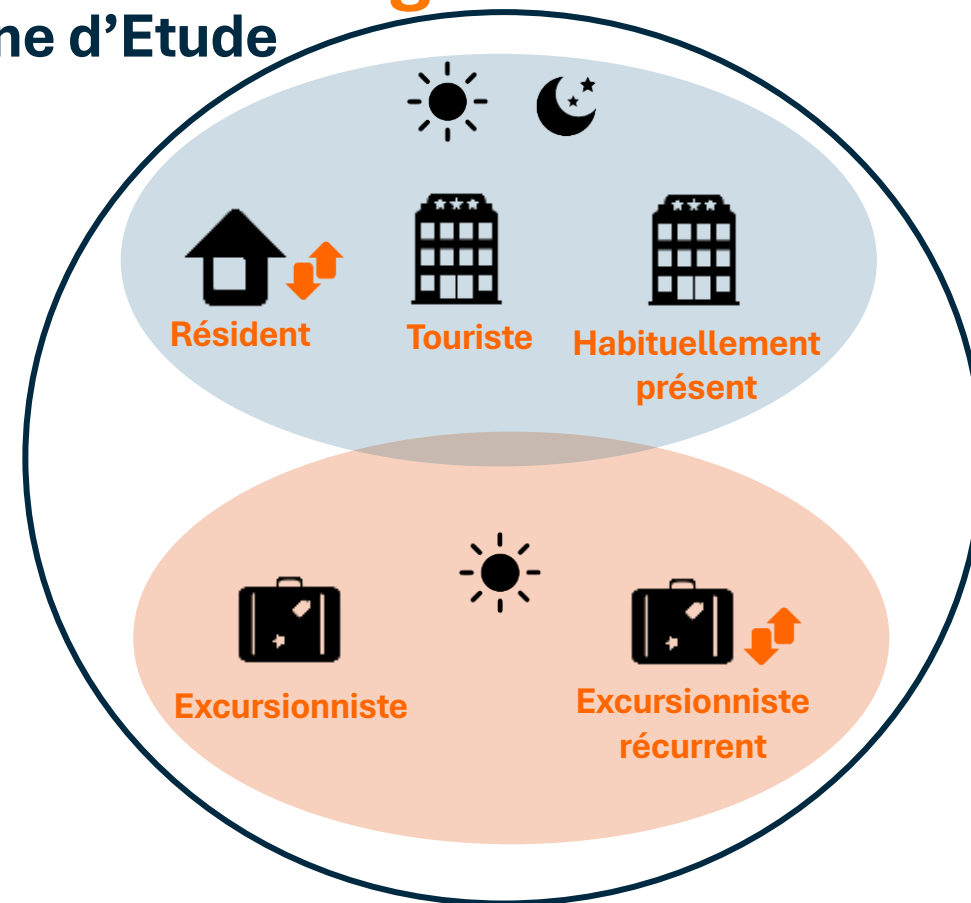 g
ne d’Etude
Résident
Touriste
Habituellement
présent
Excursionniste
Excursionniste
récurrent